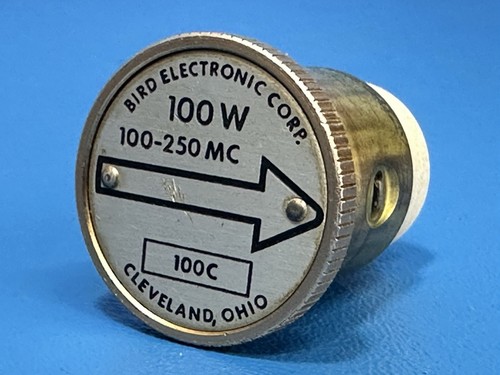 BIRD ELECTRONIC CORP.
100 W
100-250 MC
100C
CLEVELAND, OHIO